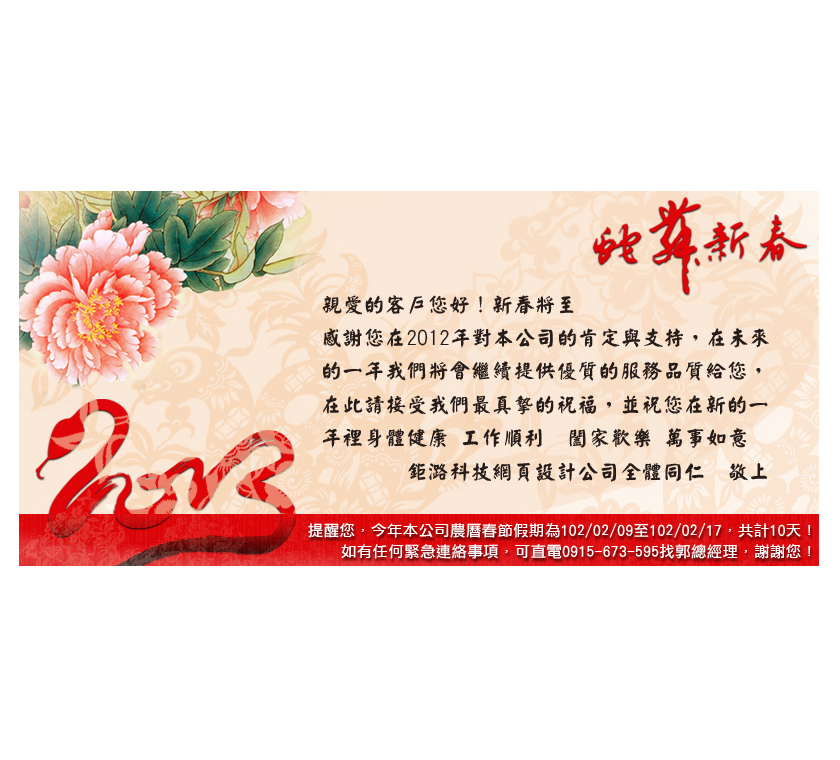 蛇舞新春
親愛的客戶您好！新春將至
感謝您在2012年對本公司的肯定與支持，在未來
的一年我們將會繼續提供優質的服務品質給您，
在此請接受我們最真摯的祝福，並祝您在新的一
年裡身體健康 工作順利　闔家歡樂 萬事如意
鉅潞科技網頁設計公司全體同仁　敬上
2013
提醒您，今年本公司農曆春節假期為102/02/09至102/02/17，共計10天！
如有任何緊急連絡事項，可直電0915-673-595找郭總經理，謝謝您！